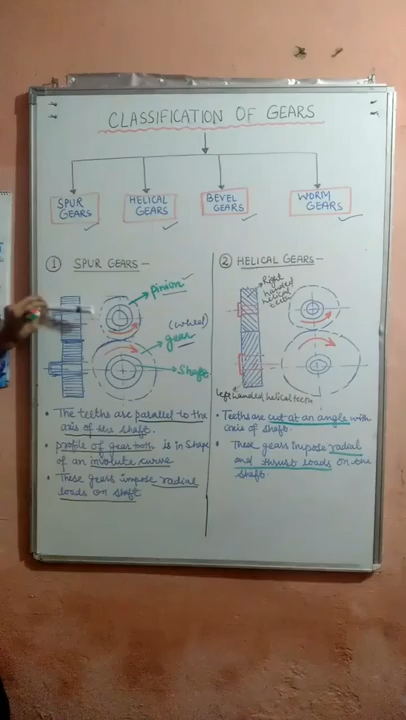 CLASSIFICATION OF GEARS
SPUR GEARS
HELICAL GEARS
BEVEL GEARS
WORM GEARS
① SPUR GEARS -
pinion
(wheel)
gear
shaft
• The teeths are parallel to the
axis of the shaft.
• profile of gear tooth is in shape
of an involute curve
• These gears impose radial
loads on shaft
② HELICAL GEARS -
Right
handed
helical
teeth
Left handed helical teeth
• Teeths are cut at an angle with
axis of shaft.
• These gears impose radial
and thrust loads on the
shaft.